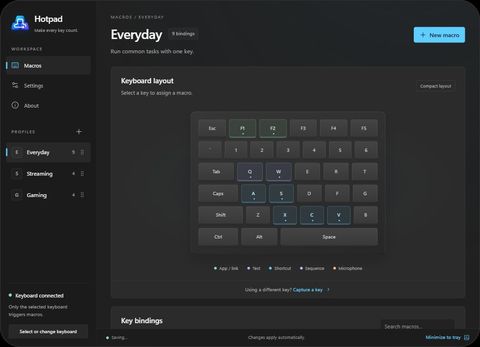 Hotpad
Make every key count.
WORKSPACE
Macros
Settings
About
PROFILES +
E Everyday 9
S Streaming 4
G Gaming 4
Keyboard connected
Only the selected keyboard
triggers macros.
Select or change keyboard
MACROS / EVERYDAY
Everyday 9 bindings
Run common tasks with one key.
+ New macro
Keyboard layout
Select a key to assign a macro.
Compact layout
Esc F1 F2 F3 F4 F5
` 1 2 3 4 5 6
Tab Q W E R T
Caps A S D F G
Shift Z X C V B
Ctrl Alt Space
App / link Text Shortcut Sequence Microphone
Using a different key? Capture a key
Key bindings
Search macros...
Saving...
Changes apply automatically.
Minimize to tray